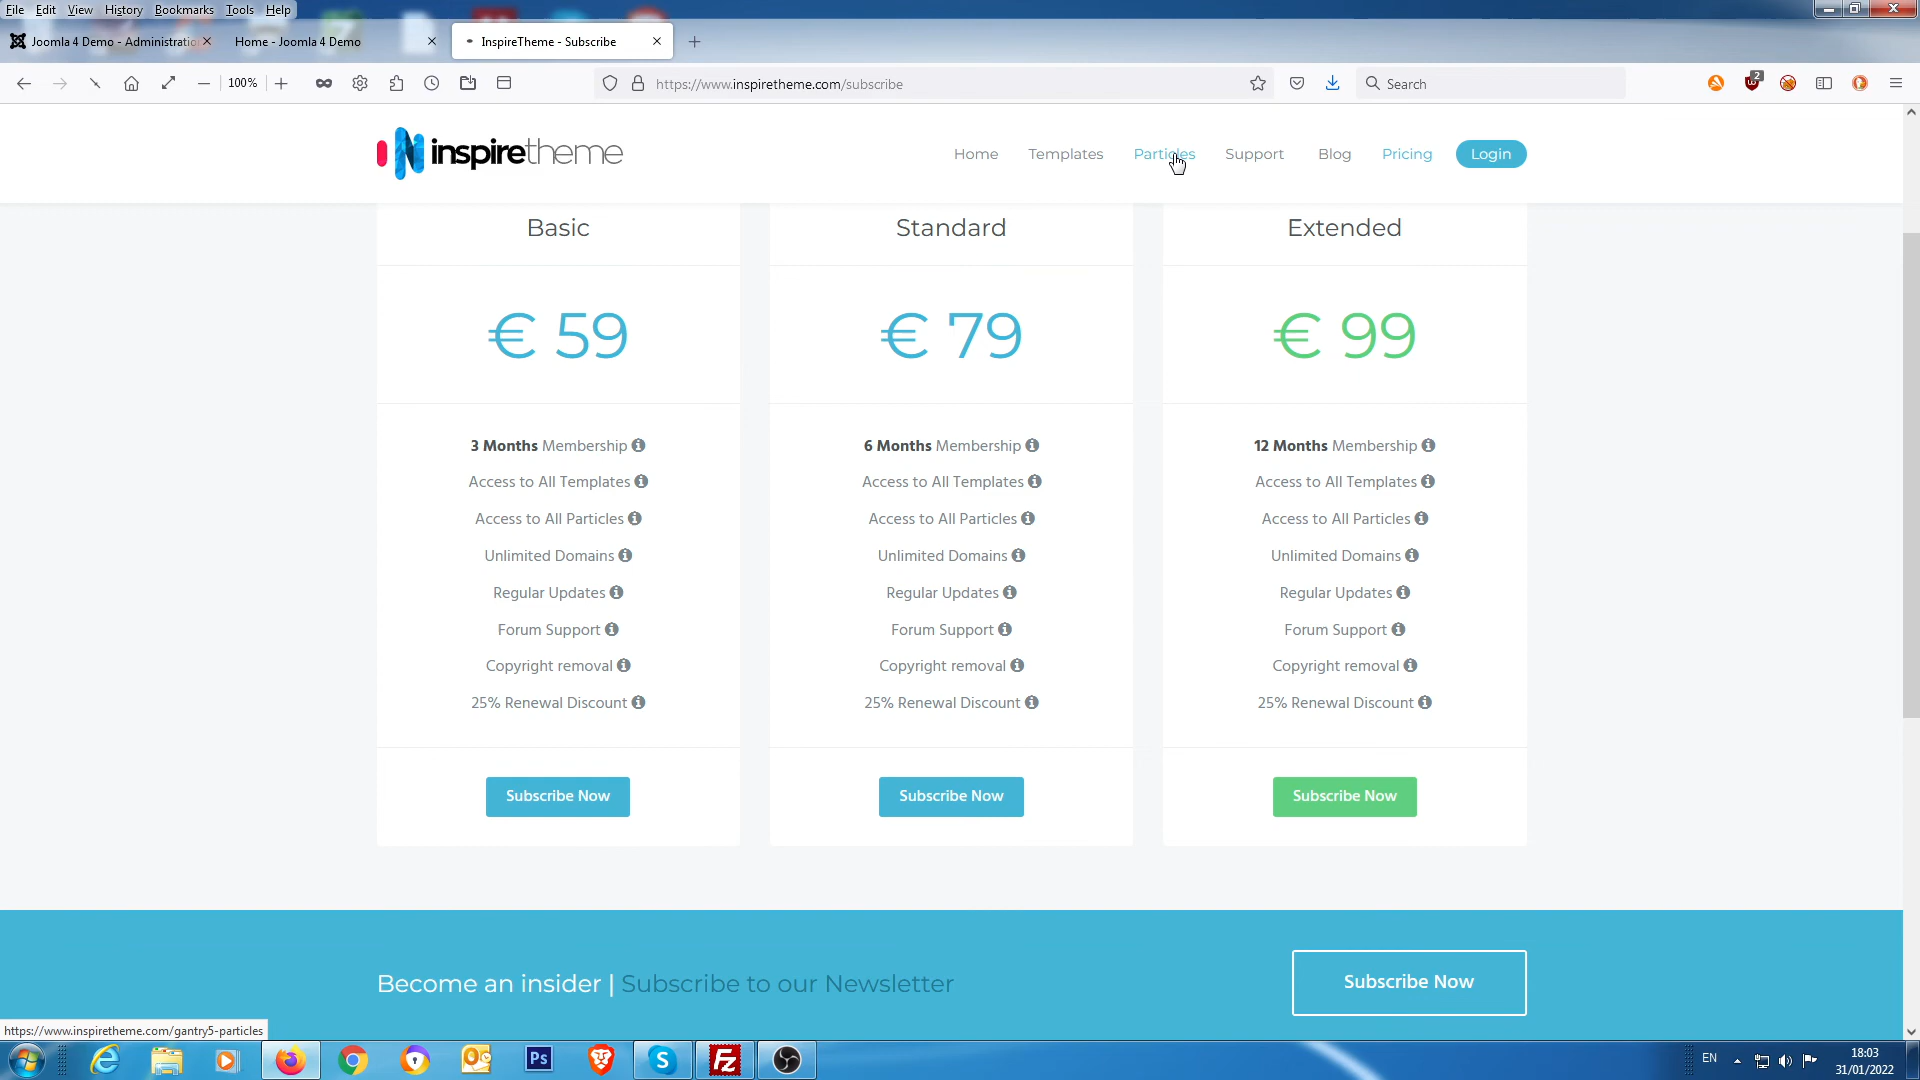 File Edit View History Bookmarks Tools Help
Joomla 4 Demo - Administratio
Home - Joomla 4 Demo
InspireTheme - Subscribe
100%
https://www.inspiretheme.com/subscribe
Search
2
inspiretheme
Home Templates Particles Support Blog Pricing Login
Basic
€ 59
3 Months Membership
Access to All Templates
Access to All Particles
Unlimited Domains
Regular Updates
Forum Support
Copyright removal
25% Renewal Discount
Subscribe Now
Standard
€ 79
6 Months Membership
Access to All Templates
Access to All Particles
Unlimited Domains
Regular Updates
Forum Support
Copyright removal
25% Renewal Discount
Subscribe Now
Extended
€ 99
12 Months Membership
Access to All Templates
Access to All Particles
Unlimited Domains
Regular Updates
Forum Support
Copyright removal
25% Renewal Discount
Subscribe Now
Become an insider | Subscribe to our Newsletter
Subscribe Now
https://www.inspiretheme.com/gantry5-particles
Ps
S
Fz
EN
18:03
31/01/2022